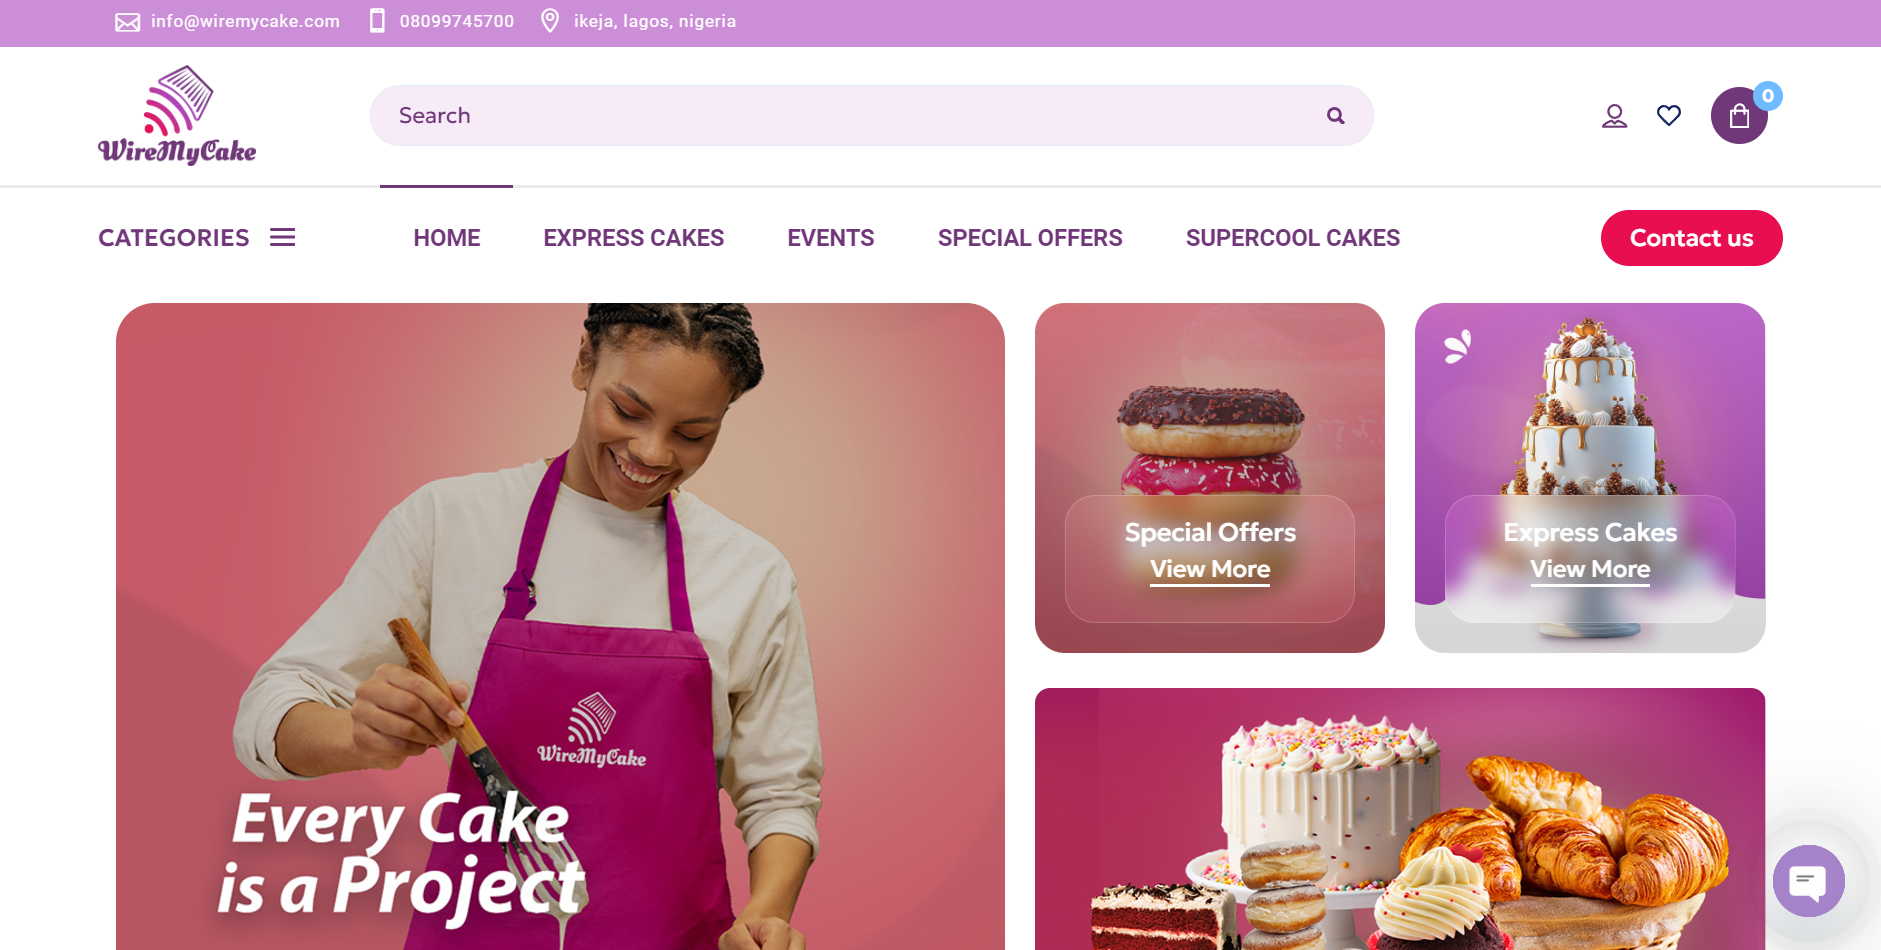 info@wiremycake.com
08099745700
ikeja, lagos, nigeria
WireMyCake
Search
0
CATEGORIES
HOME
EXPRESS CAKES
EVENTS
SPECIAL OFFERS
SUPERCOOL CAKES
Contact us
WireMyCake
Every Cake
is a Project
Special Offers
View More
Express Cakes
View More